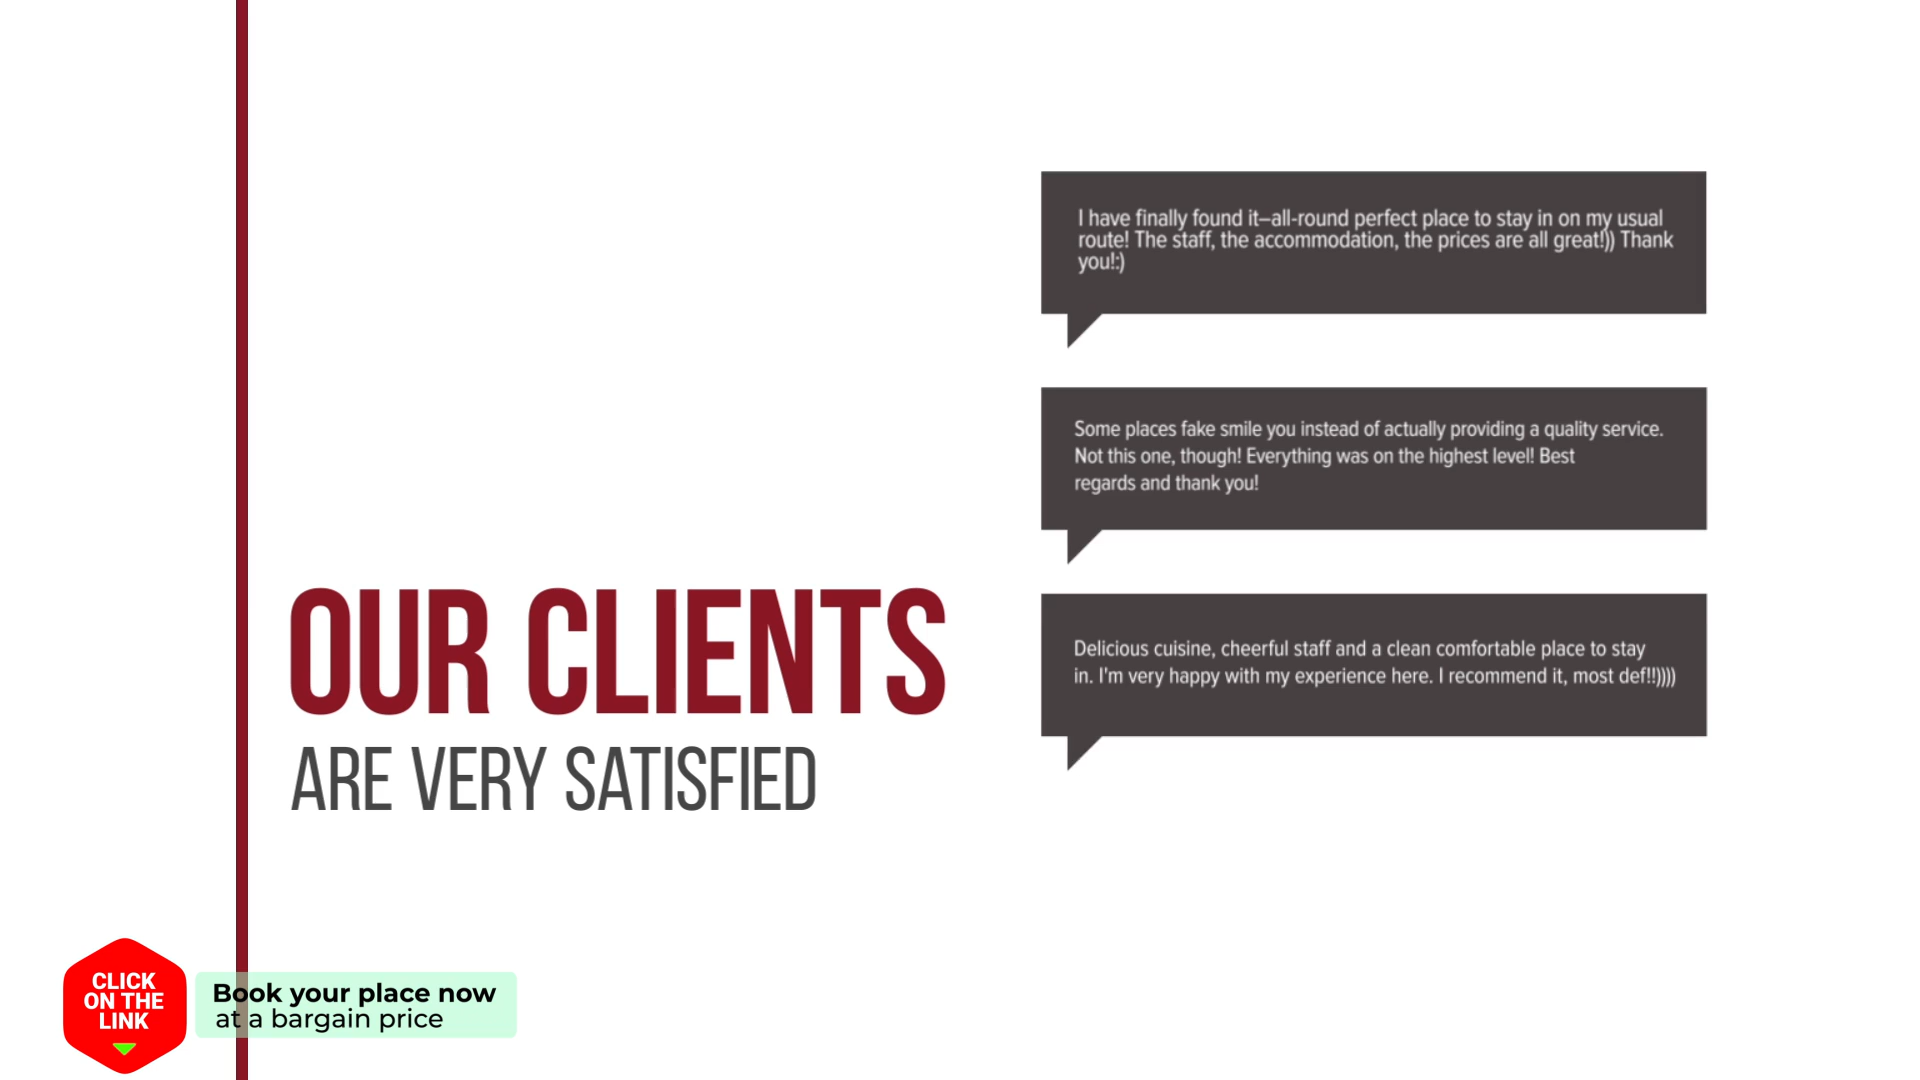 I have finally found it–all-round perfect place to stay in on my usual
route! The staff, the accommodation, the prices are all great!)) Thank
you!:)
Some places fake smile you instead of actually providing a quality service.
Not this one, though! Everything was on the highest level! Best
regards and thank you!
Delicious cuisine, cheerful staff and a clean comfortable place to stay
in. I'm very happy with my experience here. I recommend it, most def!!))))
OUR CLIENTS
ARE VERY SATISFIED
CLICK
ON THE
LINK
Book your place now
at a bargain price